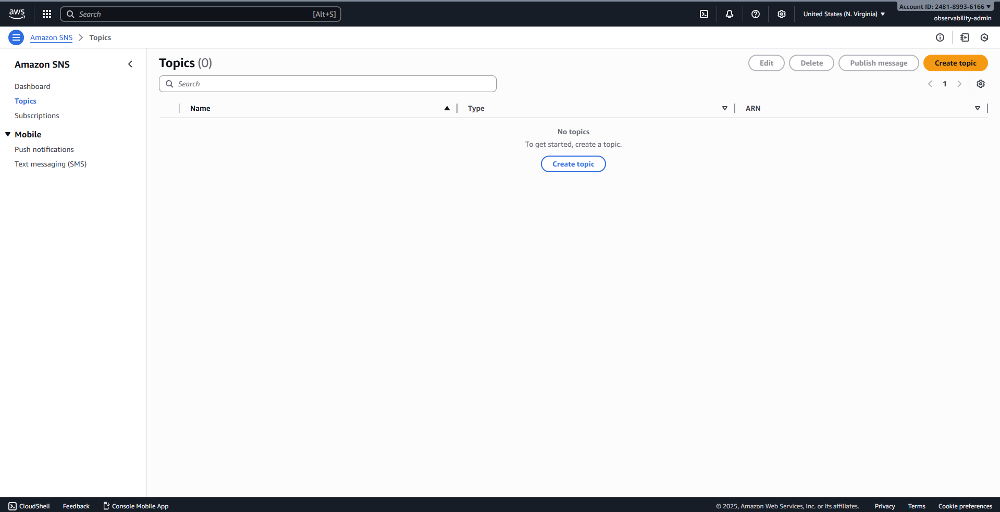 aws
Search [Alt+S]
United States (N. Virginia)
Account ID: 2481-8993-6166
observability-admin
Amazon SNS
Topics
Amazon SNS
Dashboard
Topics
Subscriptions
Mobile
Push notifications
Text messaging (SMS)
Topics (0)
Edit
Delete
Publish message
Create topic
Search
1
Name
Type
ARN
No topics
To get started, create a topic.
Create topic
CloudShell
Feedback
Console Mobile App
© 2025, Amazon Web Services, Inc. or its affiliates.
Privacy
Terms
Cookie preferences